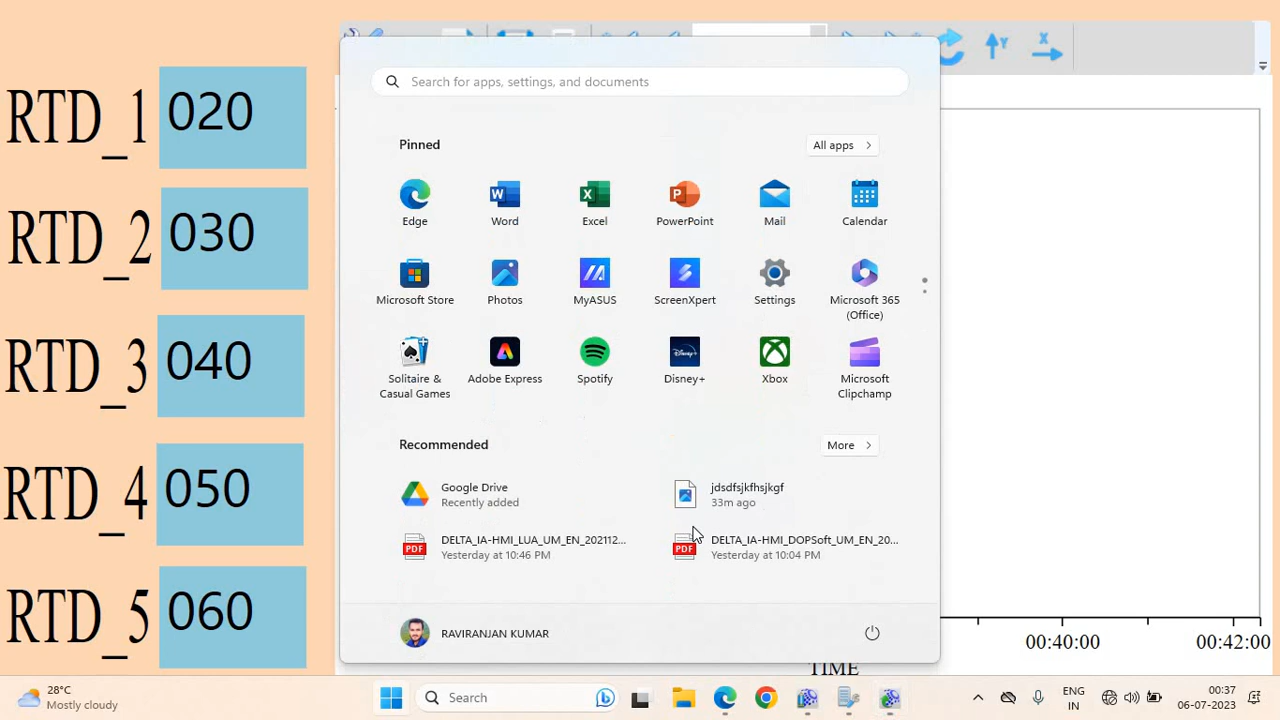 RTD_1 020
RTD_2 030
RTD_3 040
RTD_4 050
RTD_5 060
Y
X
Search for apps, settings, and documents
Pinned
All apps
Edge
Word
Excel
PowerPoint
Mail
Calendar
Microsoft Store
Photos
MyASUS
ScreenXpert
Settings
Microsoft 365
(Office)
Solitaire &
Casual Games
Adobe Express
Spotify
Disney+
Xbox
Microsoft
Clipchamp
Recommended
More
Google Drive
Recently added
jdsdfsjkfhsjkgf
33m ago
PDF
DELTA_IA-HMI_LUA_UM_EN_202112...
Yesterday at 10:46 PM
PDF
DELTA_IA-HMI_DOPSoft_UM_EN_20...
Yesterday at 10:04 PM
RAVIRANJAN KUMAR
00:40:00
00:42:00
TIME
28°C
Mostly cloudy
Search
ENG
IN
00:37
06-07-2023